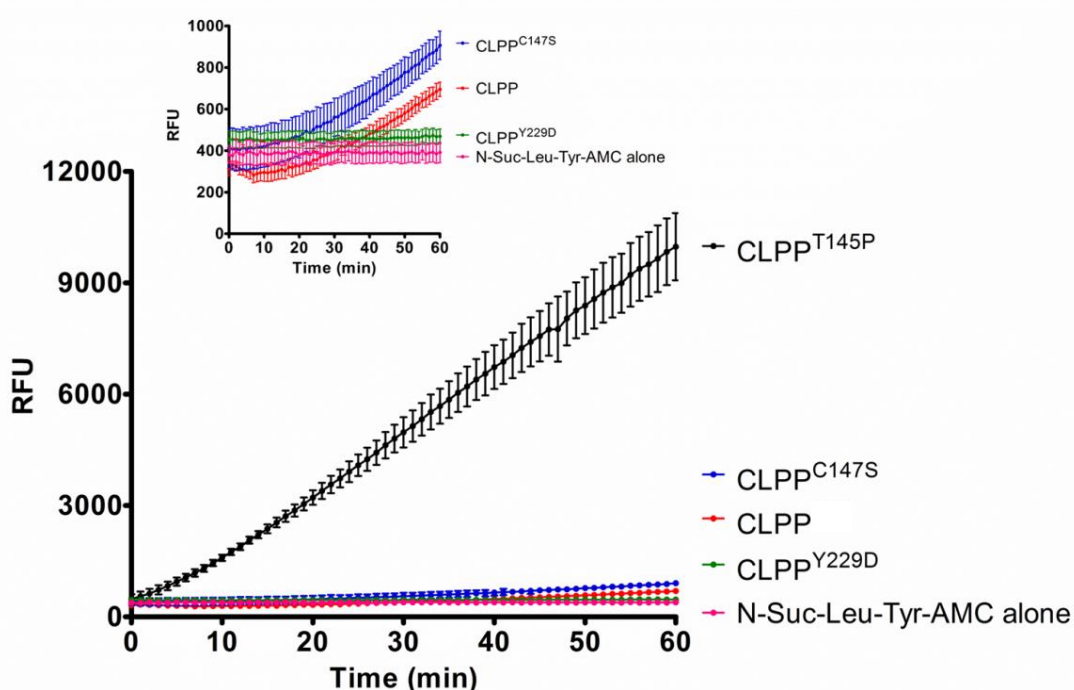 1000
800
600
400
200
0
RFU
0 10 20 30 40 50 60
Time (min)
CLPP^C147S
CLPP
CLPP^Y229D
N-Suc-Leu-Tyr-AMC alone
12000
9000
6000
3000
0
RFU
0 10 20 30 40 50 60
Time (min)
CLPP^T145P
CLPP^C147S
CLPP
CLPP^Y229D
N-Suc-Leu-Tyr-AMC alone